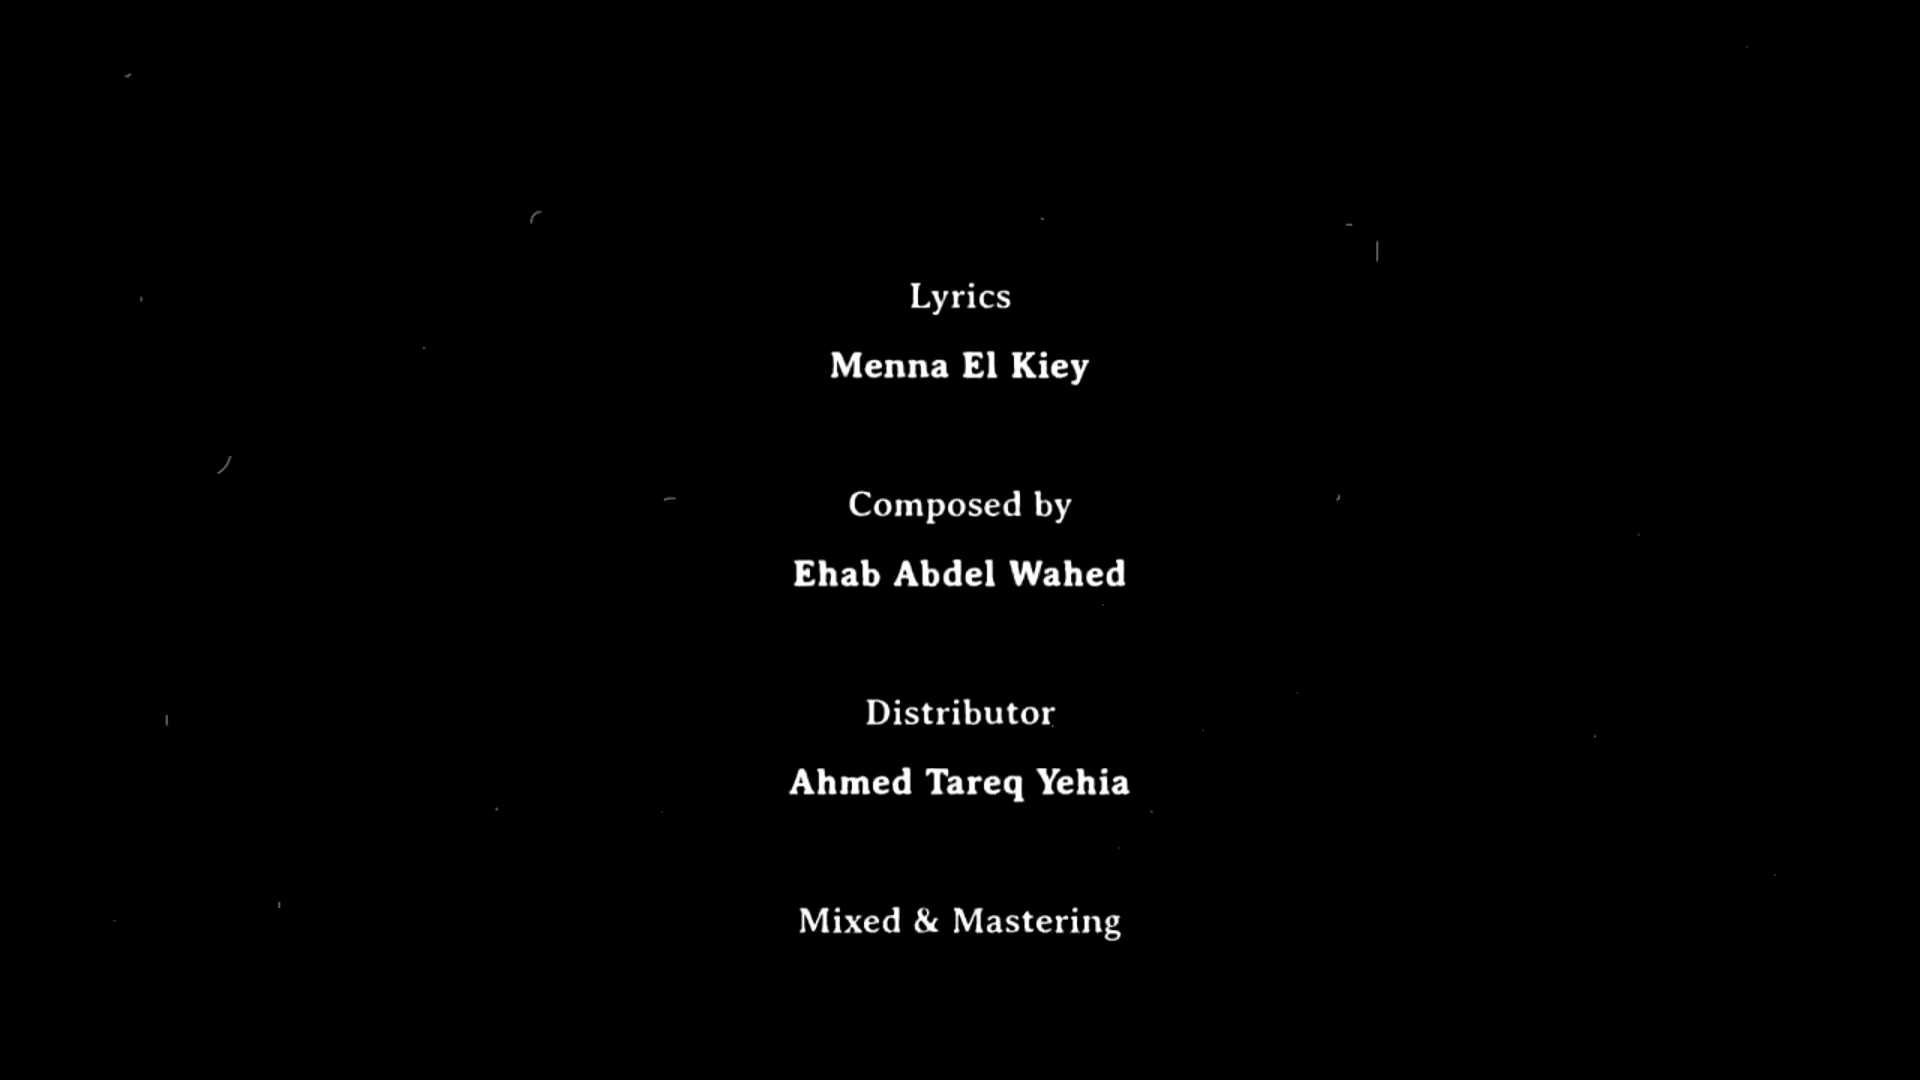 Lyrics
Menna El Kiey
Composed by
Ehab Abdel Wahed
Distributor
Ahmed Tareq Yehia
Mixed & Mastering